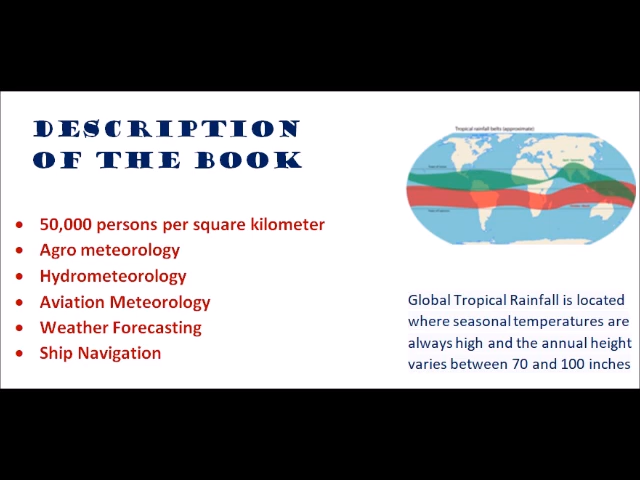 DESCRIPTION
OF THE BOOK
• 50,000 persons per square kilometer
• Agro meteorology
• Hydrometeorology
• Aviation Meteorology
• Weather Forecasting
• Ship Navigation
Tropical rainfall belts (approximate)
Global Tropical Rainfall is located
where seasonal temperatures are
always high and the annual height
varies between 70 and 100 inches